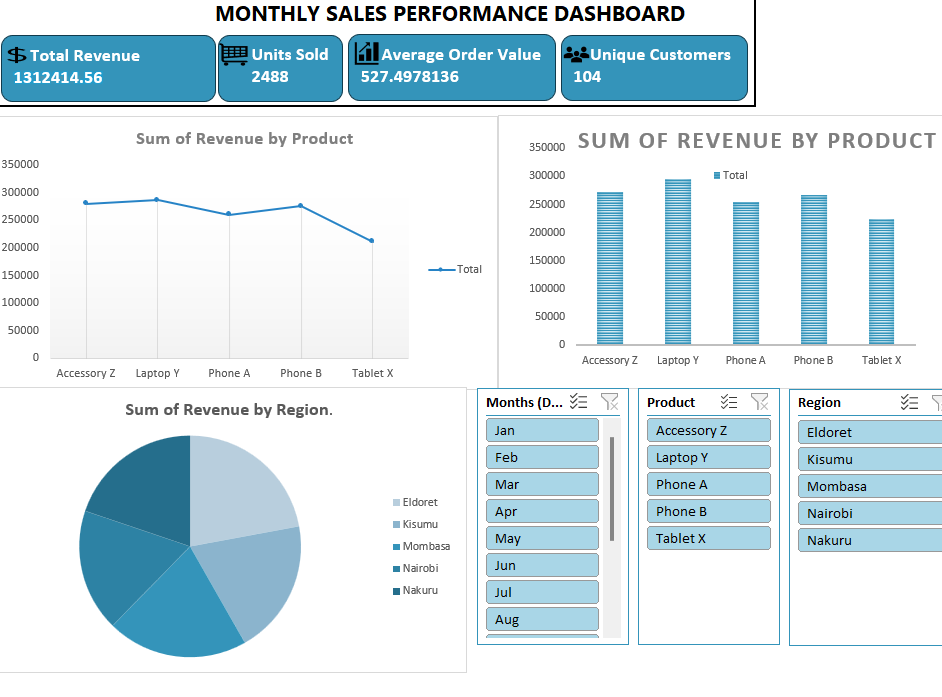 MONTHLY SALES PERFORMANCE DASHBOARD
Total Revenue
1312414.56
Units Sold
2488
Average Order Value
527.4978136
Unique Customers
104
Sum of Revenue by Product
350000
300000
250000
200000
150000
100000
50000
0
Accessory Z Laptop Y Phone A Phone B Tablet X
Total
SUM OF REVENUE BY PRODUCT
350000
300000
250000
200000
150000
100000
50000
0
Total
Accessory Z Laptop Y Phone A Phone B Tablet X
Sum of Revenue by Region.
Eldoret
Kisumu
Mombasa
Nairobi
Nakuru
Months (D...
Jan
Feb
Mar
Apr
May
Jun
Jul
Aug
Product
Accessory Z
Laptop Y
Phone A
Phone B
Tablet X
Region
Eldoret
Kisumu
Mombasa
Nairobi
Nakuru